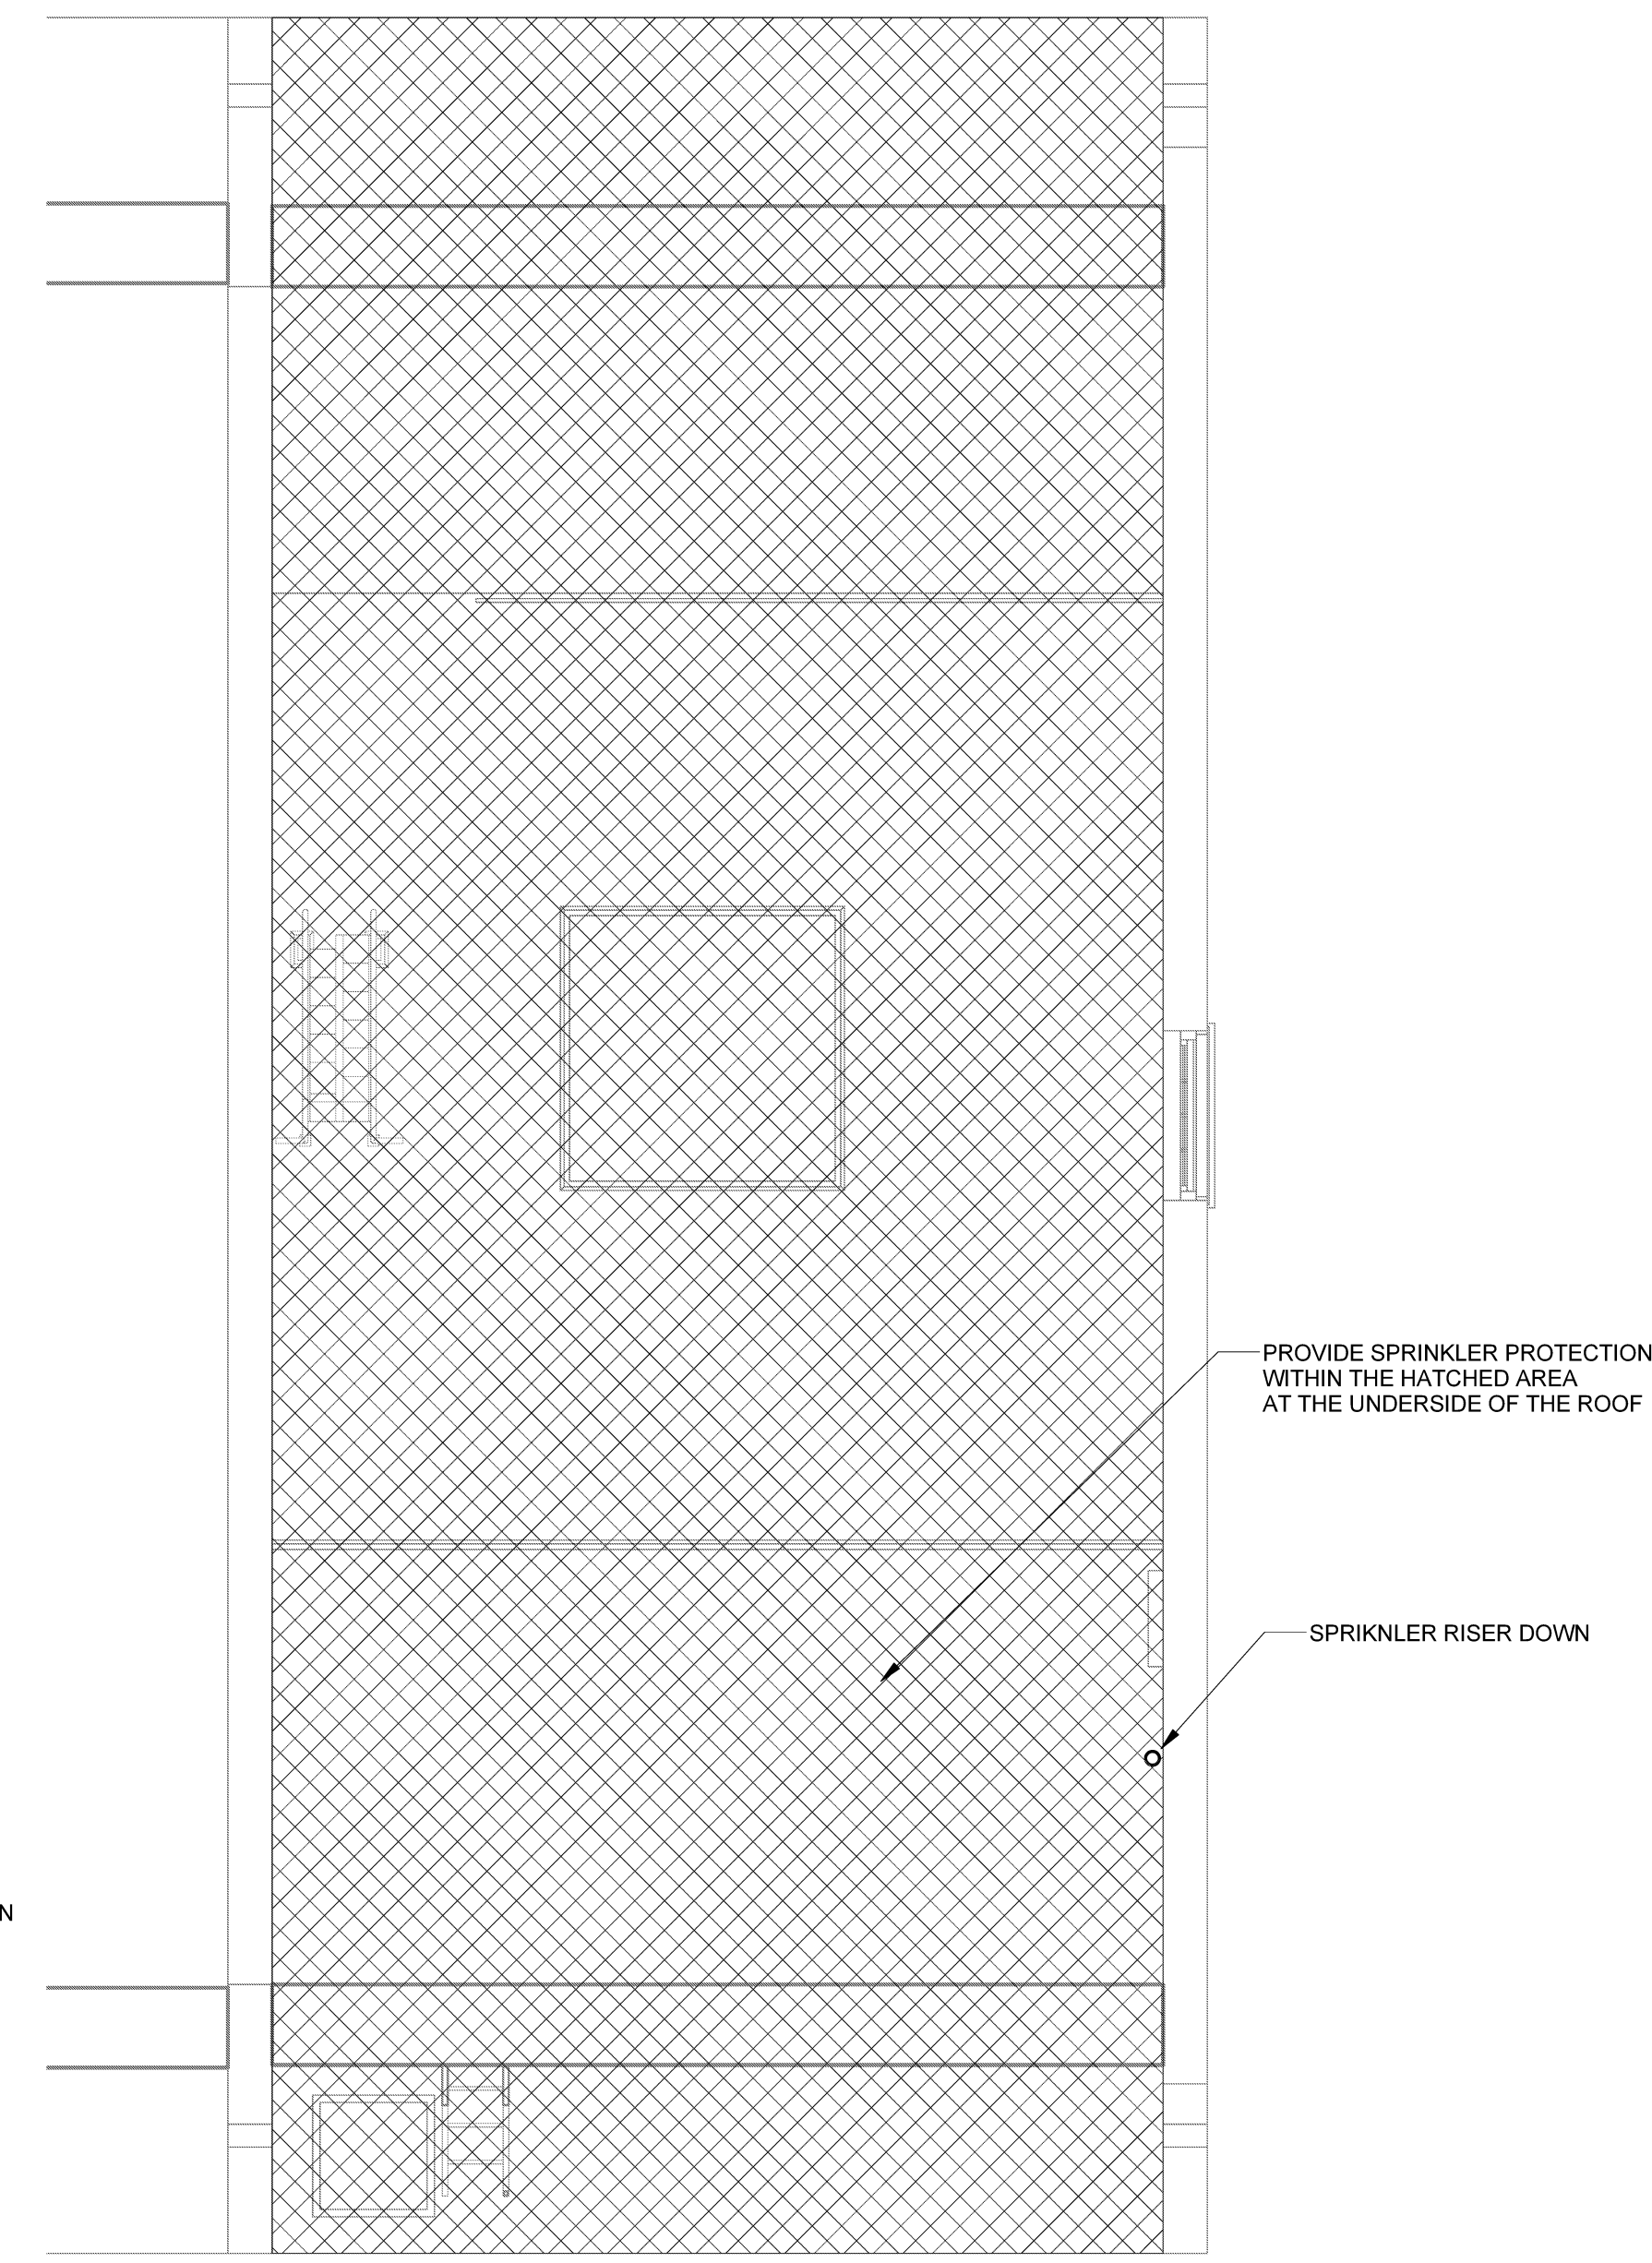 PROVIDE SPRINKLER PROTECTION
WITHIN THE HATCHED AREA
AT THE UNDERSIDE OF THE ROOF
SPRIKNLER RISER DOWN
N